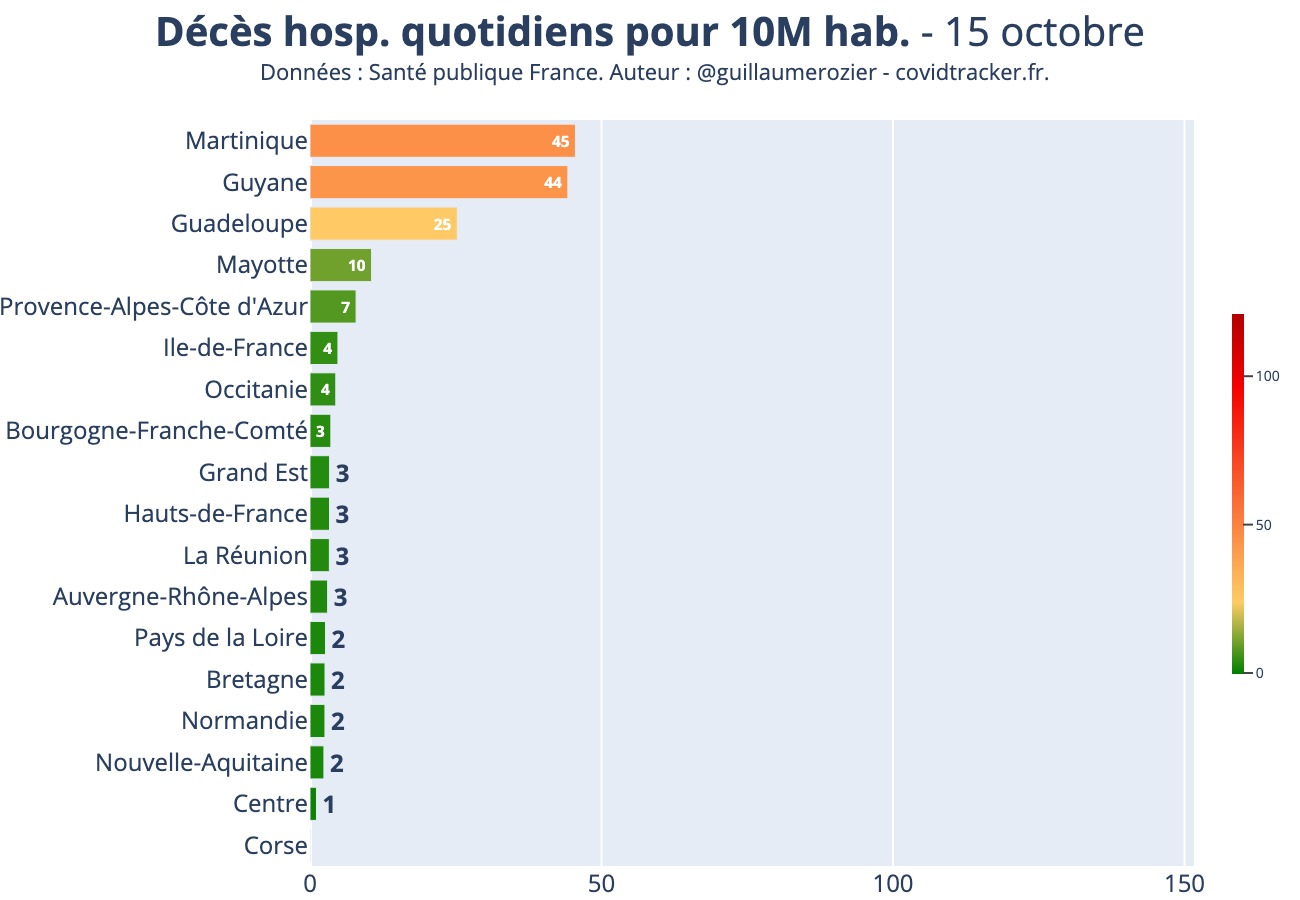 Décès hosp. quotidiens pour 10M hab. - 15 octobre
Données : Santé publique France. Auteur : @guillaumerozier - covidtracker.fr.
Martinique 45
Guyane 44
Guadeloupe 25
Mayotte 10
Provence-Alpes-Côte d'Azur 7
Ile-de-France 4
Occitanie 4
Bourgogne-Franche-Comté 3
Grand Est 3
Hauts-de-France 3
La Réunion 3
Auvergne-Rhône-Alpes 3
Pays de la Loire 2
Bretagne 2
Normandie 2
Nouvelle-Aquitaine 2
Centre 1
Corse
0 50 100 150
100
50
0